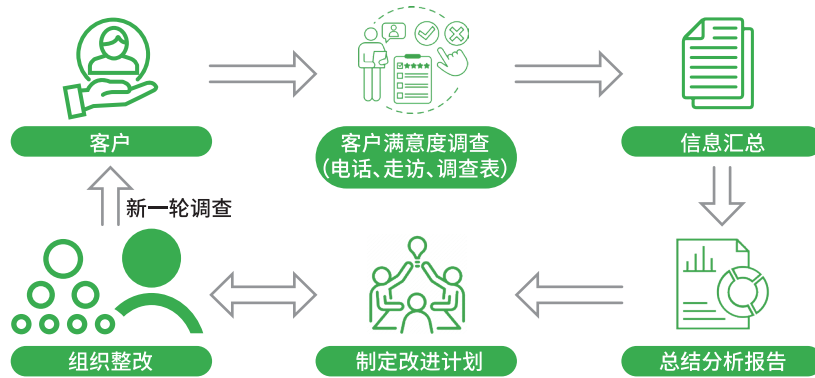 客户
客户满意度调查
（电话、走访、调查表）
信息汇总
新一轮调查
组织整改
制定改进计划
总结分析报告